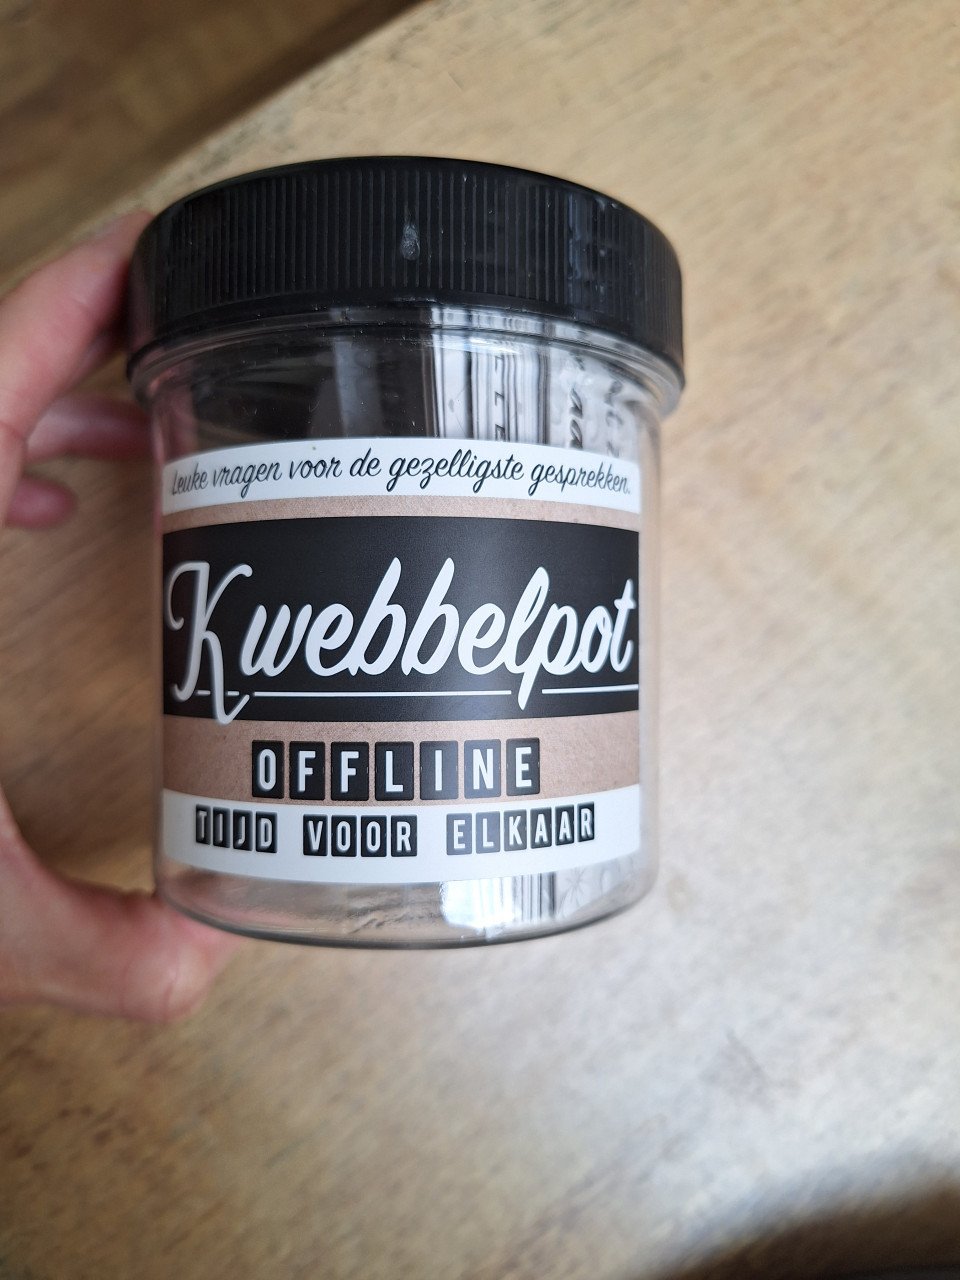 Leuke vragen voor de gezelligste gesprekken.
Kwebbelpot
OFFLINE
TIJD VOOR ELKAAR